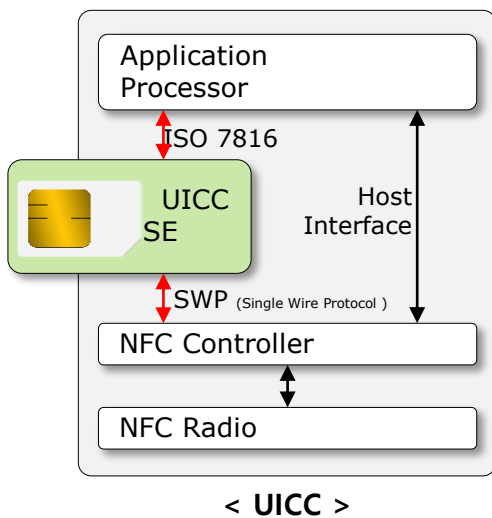 Application
Processor
ISO 7816
UICC
SE
Host
Interface
SWP (Single Wire Protocol )
NFC Controller
NFC Radio
< UICC >